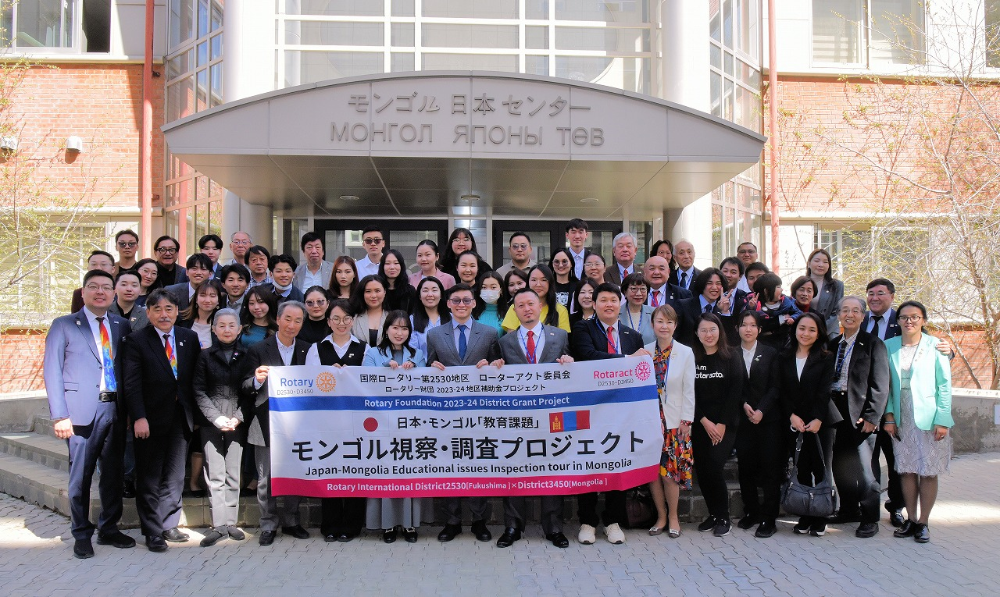 モンゴル 日本 センター
МОНГОЛ ЯПОНЫ ТӨВ
Rotary
D2530・D3450
国際ロータリー第2530地区 ローターアクト委員会
ロータリー財団 2023-24 地区補助金プロジェクト
Rotaract
D2530・D3450
Rotary Foundation 2023-24 District Grant Project
日本・モンゴル「教育課題」
モンゴル視察・調査プロジェクト
Japan-Mongolia Educational issues Inspection tour in Mongolia
Rotary International District2530[Fukushima]×District3450[Mongolia]